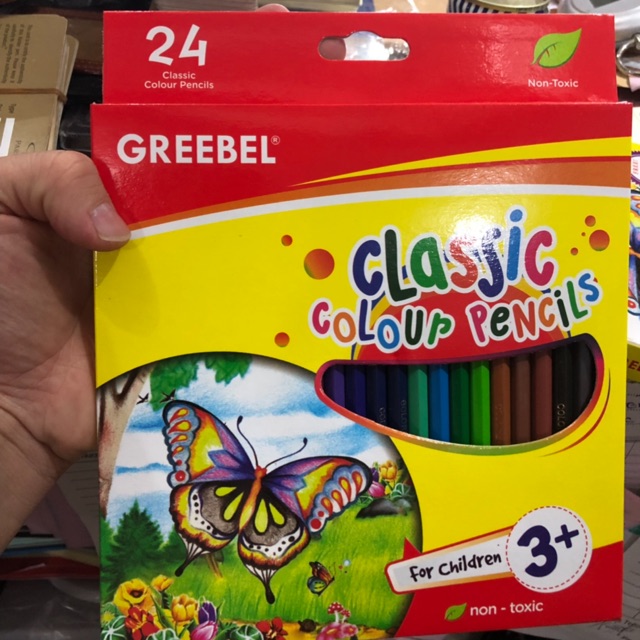 24
Classic
Colour Pencils
Non-Toxic
GREEBEL®
Classic
COLOUR PENCILS
For Children
3+
non - toxic